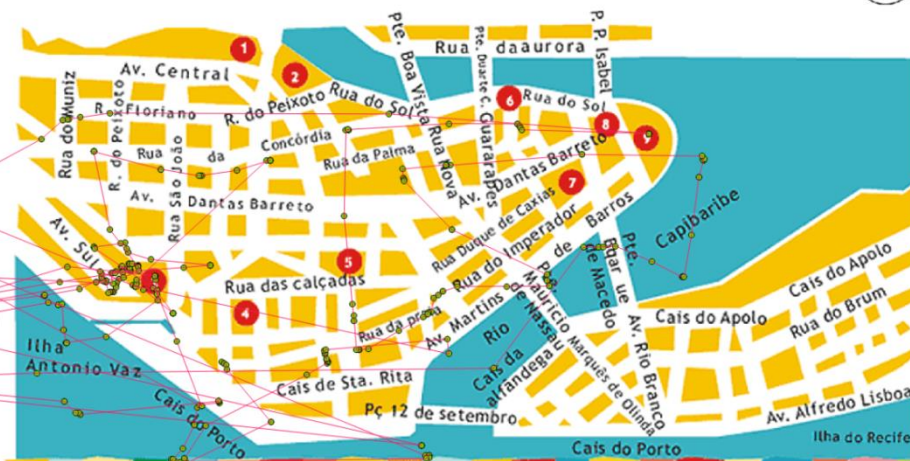 1
Rua daaurora
Pte. Boa Vista
Pte. Duarte C.
P. P. Isabel
Av. Central
2
Rua do Muniz
R. do Peixoto
R. Floriano
R. do Peixoto
Rua do Sol
6
Rua do Sol
8
9
Rua São João
Rua da Concórdia
Rua da Palma
Rua Nova
Guararapes
Av. Dantas Barreto
Av. Dantas Barreto
7
Rua Duque de Caxias
Rua do Imperador
Capibaribe
Av. Sul
5
Rua das calçadas
4
Av. Martins de Barros
Pte.
de Macedo
P. Maurício de Nassau
Cais do Apolo
Cais do Apolo
Rua do Brum
Ilha
Antonio Vaz
Rio
Cais da
alfandega
Marquês de Olinda
Av. Rio Branco
Cais de Sta. Rita
Pç 12 de setembro
Cais do Porto
Cais do Porto
Av. Alfredo Lisboa
Ilha do Recife